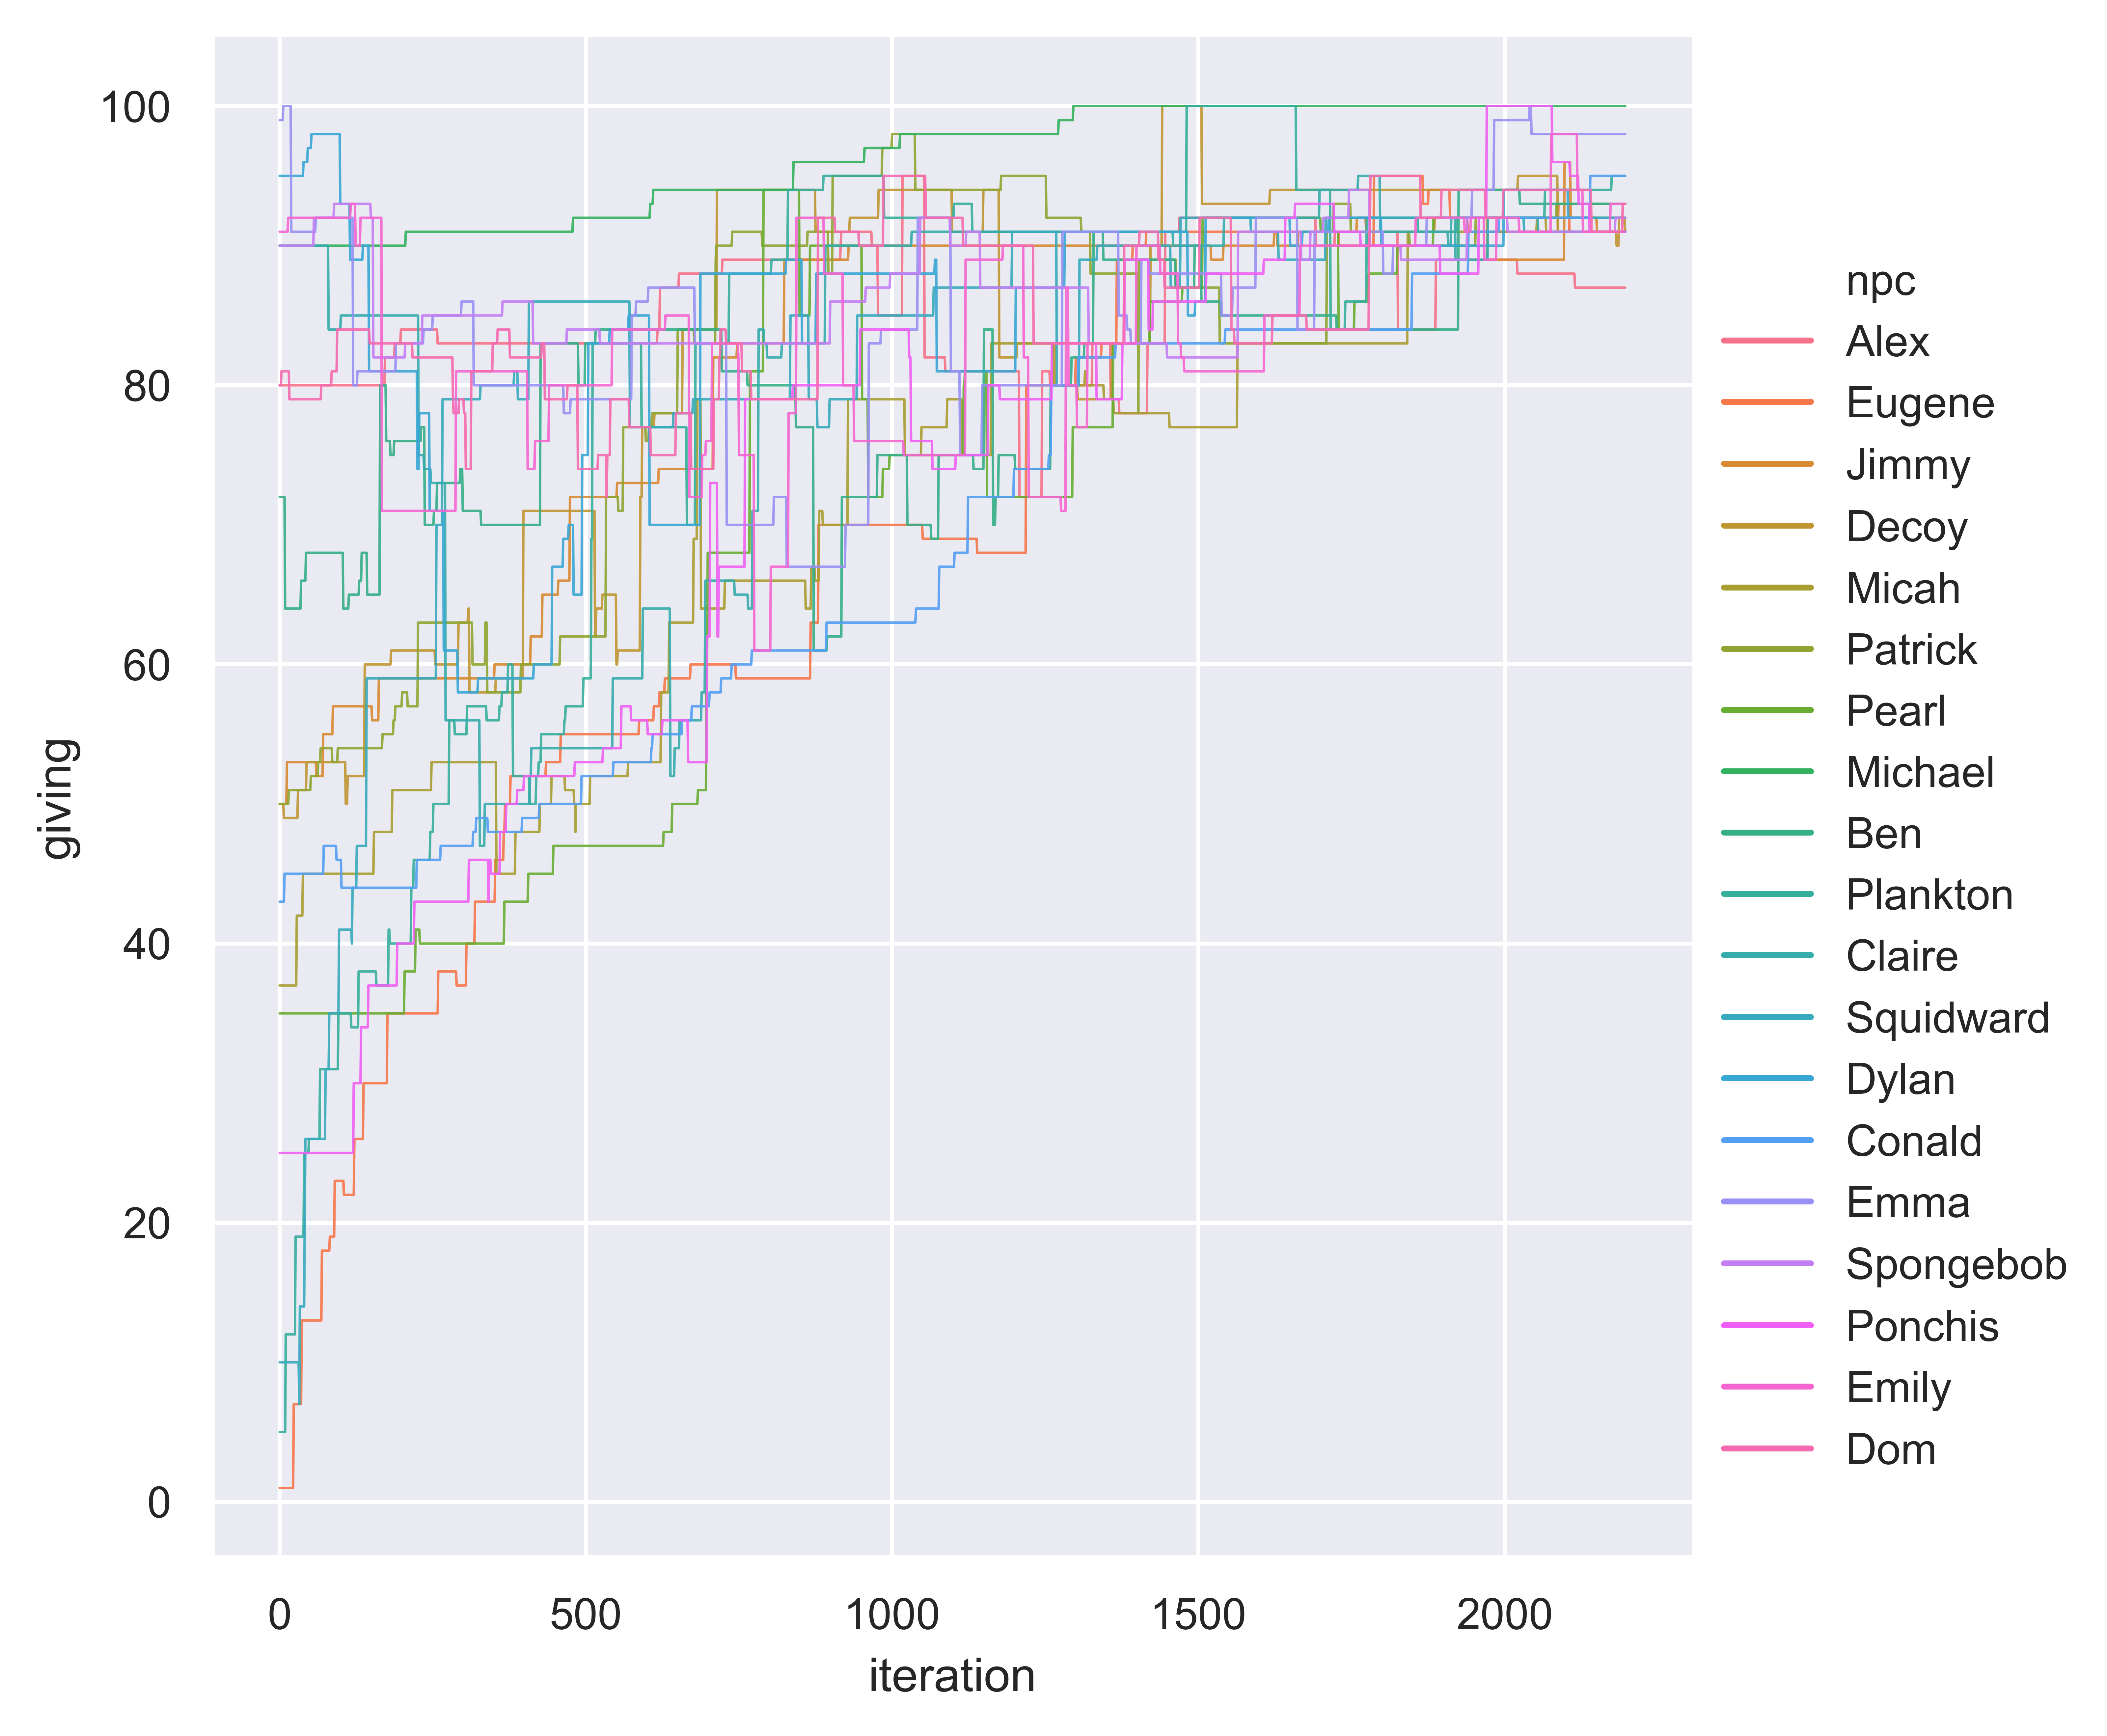 100
80
60
40
20
0
giving
0 500 1000 1500 2000
iteration
npc
Alex
Eugene
Jimmy
Decoy
Micah
Patrick
Pearl
Michael
Ben
Plankton
Claire
Squidward
Dylan
Conald
Emma
Spongebob
Ponchis
Emily
Dom